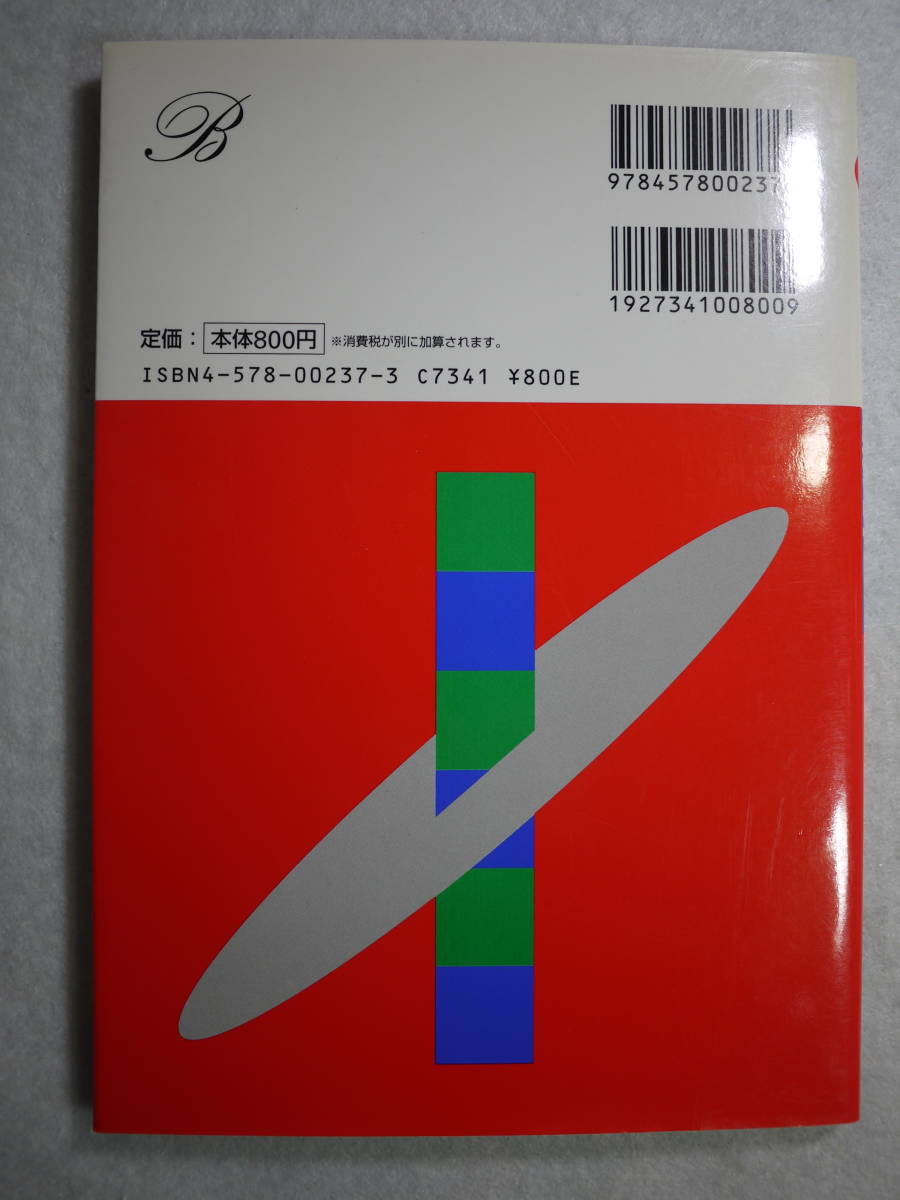 B
978457800237
1927341008009
定価：本体800円 ※消費税が別に加算されます。
ISBN4-578-00237-3 C7341 ¥800E